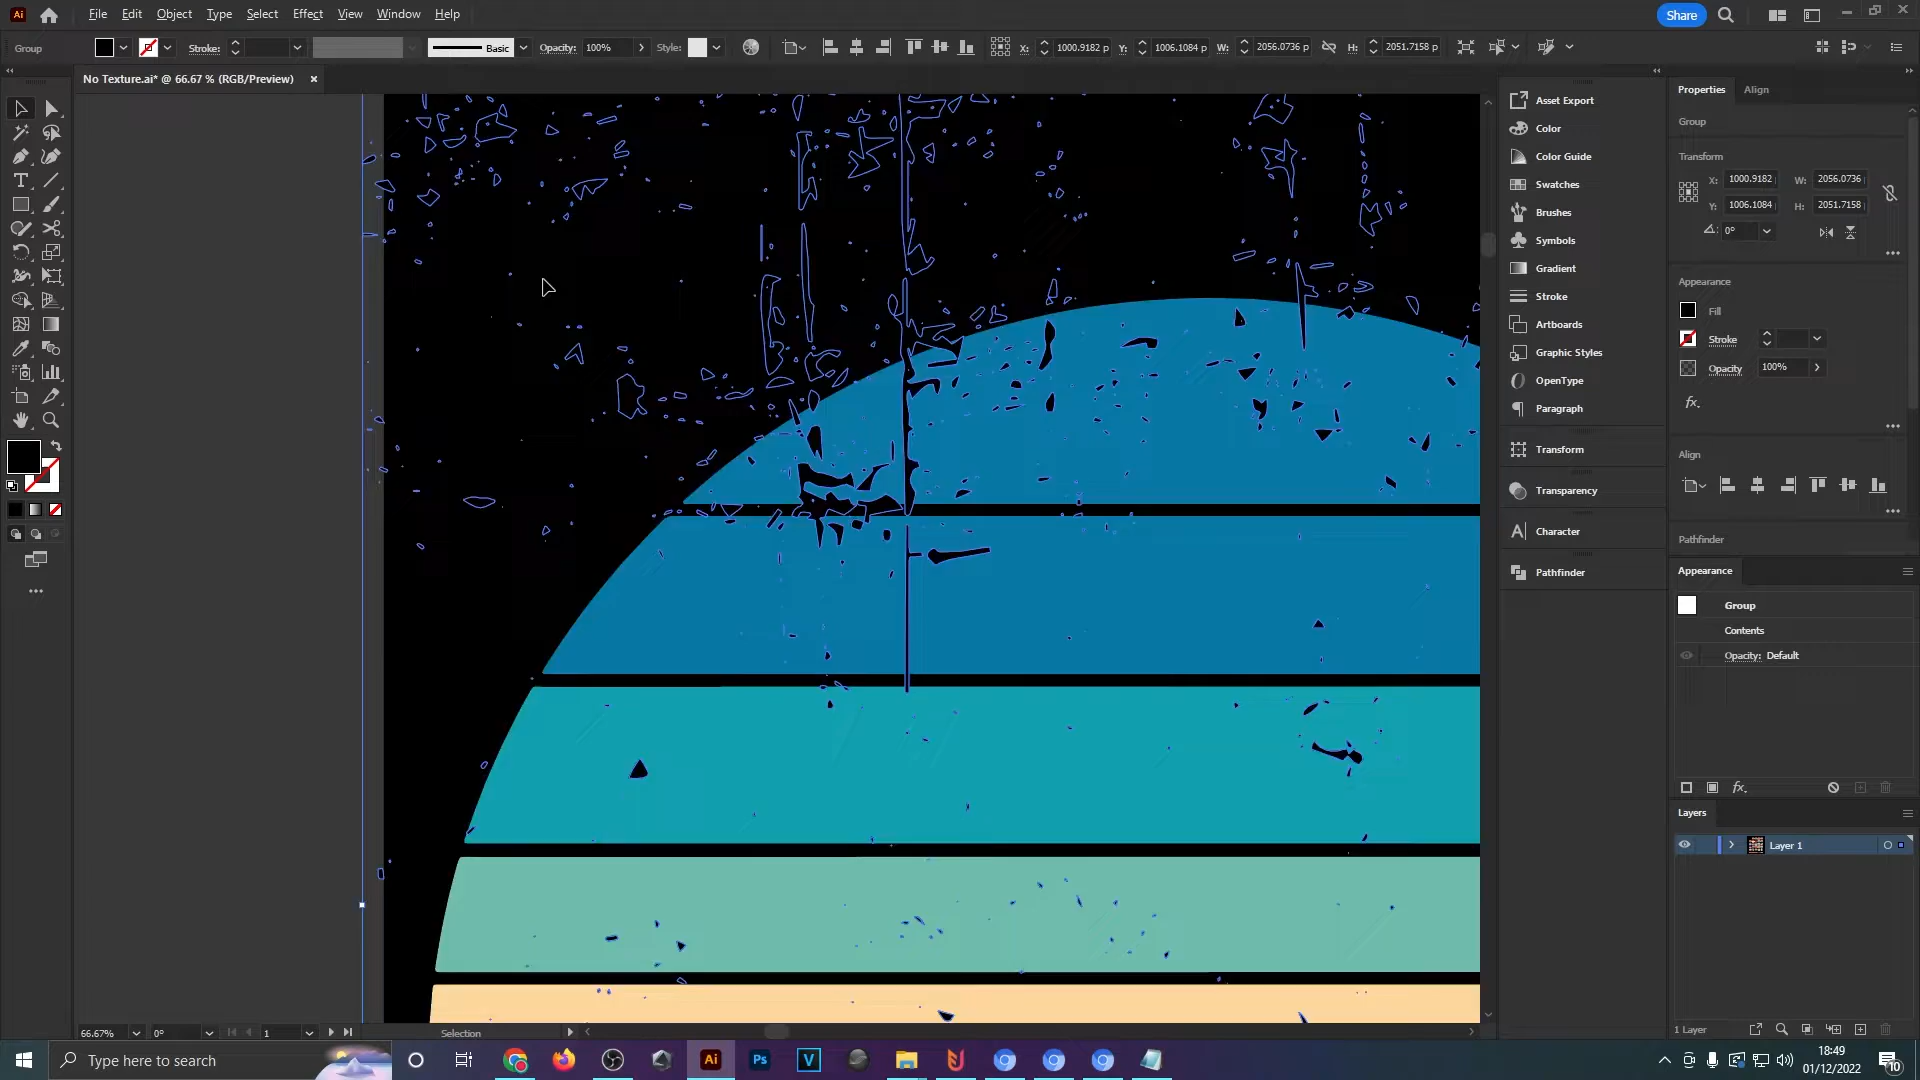 Ai File Edit Object Type Select Effect View Window Help Share
Group Stroke: Basic Opacity: 100% Style: X: 1000.9182 p Y: 1006.1084 p W: 2056.0736 p H: 2051.7158 p
No Texture.ai* @ 66.67 % (RGB/Preview) ×
Asset Export
Color
Color Guide
Swatches
Brushes
Symbols
Gradient
Stroke
Artboards
Graphic Styles
OpenType
Paragraph
Transform
Transparency
Character
Pathfinder
Properties Align
Group
Transform
X: 1000.9182 W: 2056.0736
Y: 1006.1084 H: 2051.7158
0°
Appearance
Fill
Stroke
Opacity 100%
fx.
Align
Pathfinder
Appearance
Group
Contents
Opacity: Default
fx.
Layers
Layer 1
1 Layer
66.67% 0° 1 Selection
Type here to search
Ai Ps V
18:49
01/12/2022
10